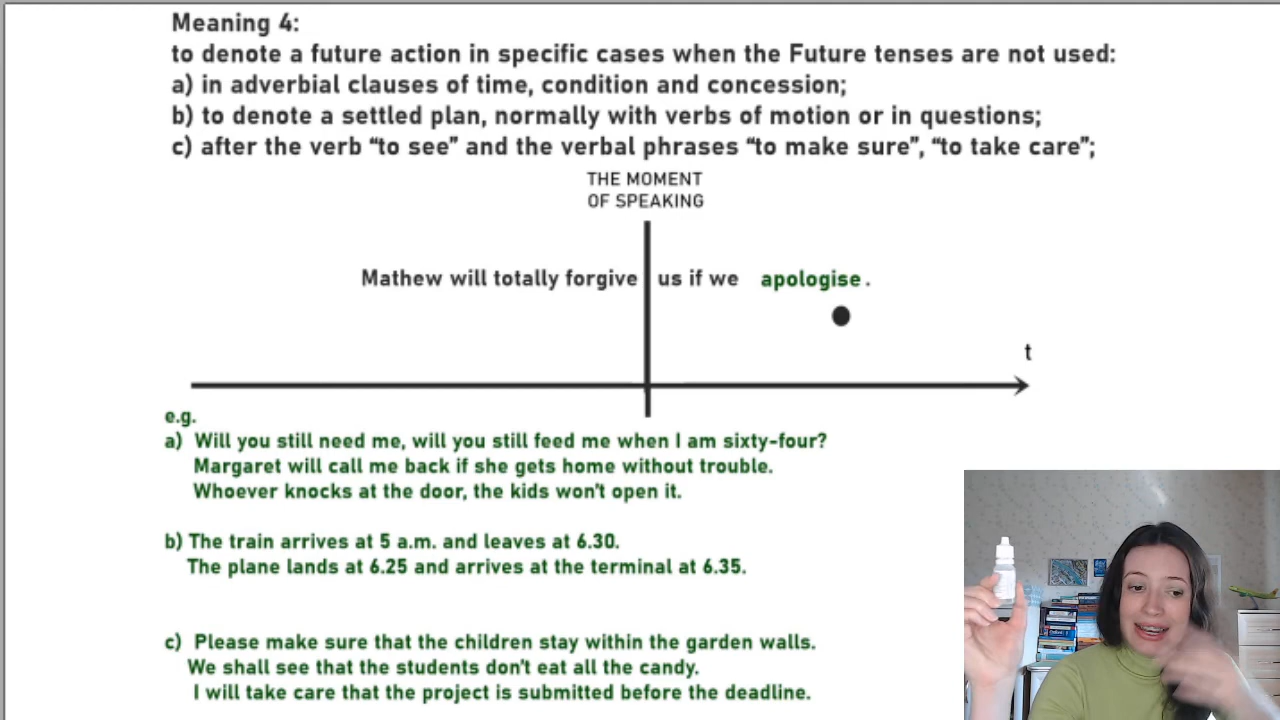 Meaning 4:
to denote a future action in specific cases when the Future tenses are not used:
a) in adverbial clauses of time, condition and concession;
b) to denote a settled plan, normally with verbs of motion or in questions;
c) after the verb “to see” and the verbal phrases “to make sure”, “to take care”;
THE MOMENT
OF SPEAKING
Mathew will totally forgive us if we apologise.
t
e.g.
a) Will you still need me, will you still feed me when I am sixty-four?
Margaret will call me back if she gets home without trouble.
Whoever knocks at the door, the kids won't open it.
b) The train arrives at 5 a.m. and leaves at 6.30.
The plane lands at 6.25 and arrives at the terminal at 6.35.
c) Please make sure that the children stay within the garden walls.
We shall see that the students don't eat all the candy.
I will take care that the project is submitted before the deadline.